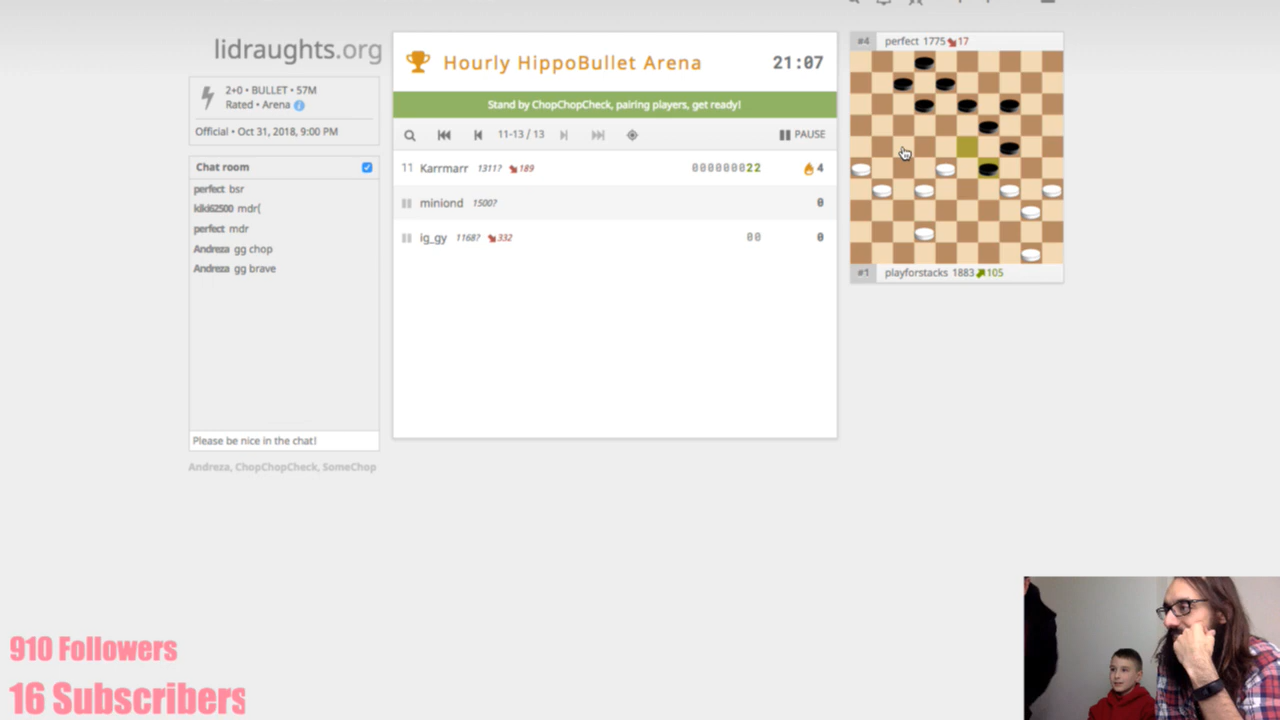 lidraughts.org
2+0 • BULLET • 57M
Rated • Arena
Official • Oct 31, 2018, 9:00 PM
Chat room
perfect bsr
kiki62500 mdr(
perfect mdr
Andreza gg chop
Andreza gg brave
Please be nice in the chat!
Andreza, ChopChopCheck, SomeChop
Hourly HippoBullet Arena 21:07
Stand by ChopChopCheck, pairing players, get ready!
11-13 / 13 PAUSE
11 Karrmarr 1311? 189 000000022 4
miniond 1500? 0
ig_gy 1168? 332 00 0
#4 perfect 1775 17
#1 playforstacks 1883 105
910 Followers
16 Subscribers